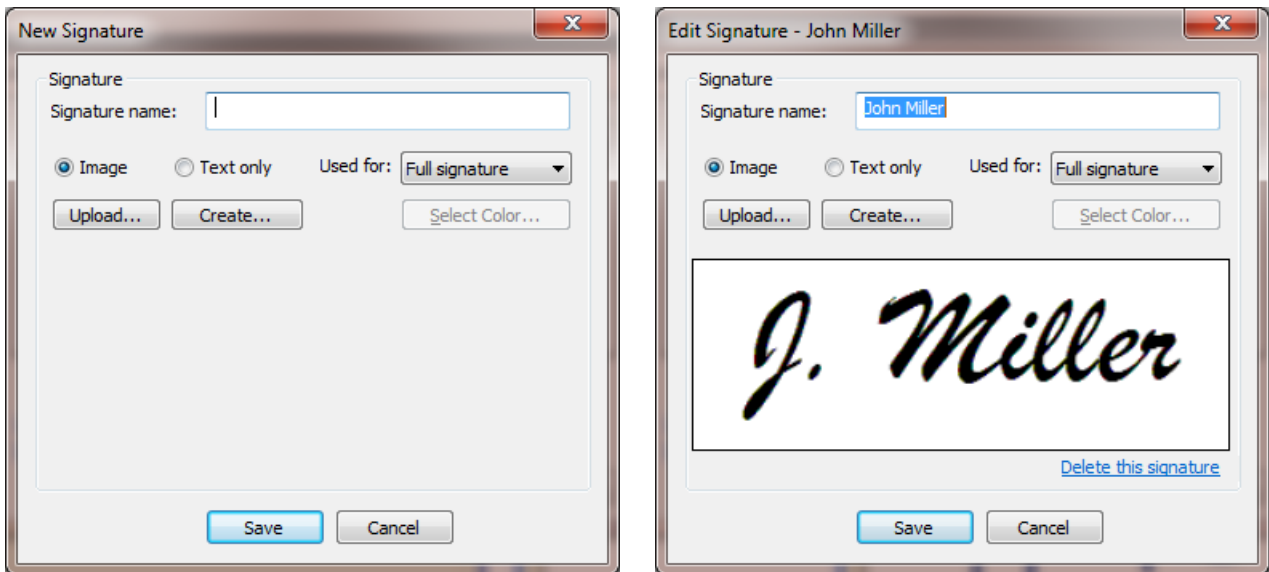 New Signature
Signature
Signature name:
Image Text only Used for: Full signature
Upload... Create... Select Color...
Save Cancel
Edit Signature - John Miller
Signature
Signature name: John Miller
Image Text only Used for: Full signature
Upload... Create... Select Color...
J. Miller
Delete this signature
Save Cancel